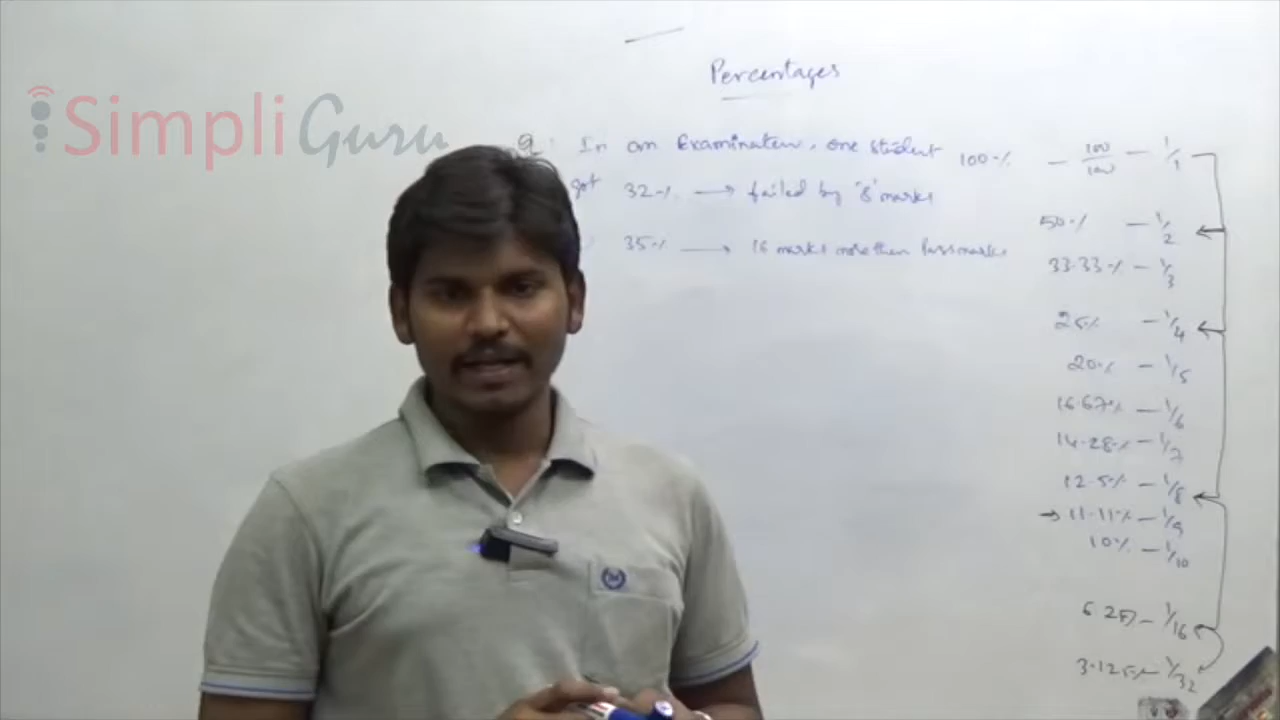 SimpliGuru
Percentages
Q: In an Examination, one student
got 32% → failed by '8' marks
35% → 16 marks more than Pass marks
100% - 100/100 - 1/1
50% - 1/2
33.33% - 1/3
25% - 1/4
20% - 1/5
16.67% - 1/6
14.28% - 1/7
12.5% - 1/8
→ 11.11% - 1/9
10% - 1/10
6.25% - 1/16
3.125% - 1/32